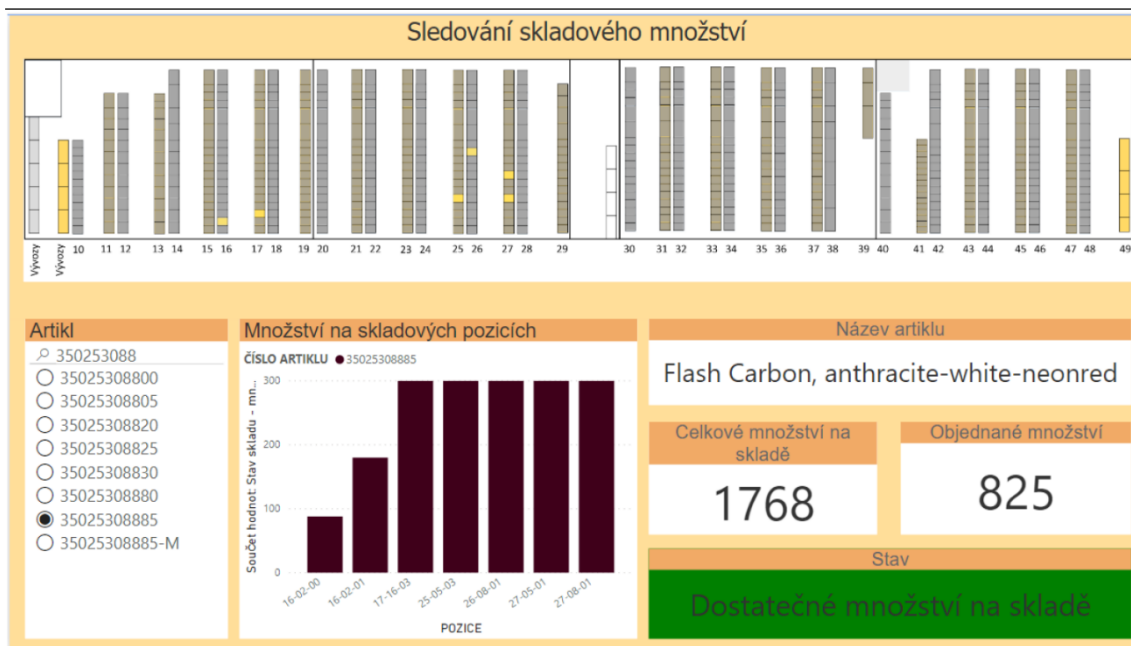 Sledování skladového množství
Vývozy Vývozy 10 11 12 13 14 15 16 17 18 19 20 21 22 23 24 25 26 27 28 29 30 31 32 33 34 35 36 37 38 39 40 41 42 43 44 45 46 47 48 49
Artikl
350253088
35025308800
35025308805
35025308820
35025308825
35025308830
35025308880
35025308885
35025308885-M
Množství na skladových pozicích
ČÍSLO ARTIKLU 35025308885
Součet hodnot: Stav skladu - mn...
300
200
100
0
16-02-00 16-02-01 17-16-03 25-05-03 26-08-01 27-05-01 27-08-01
POZICE
Název artiklu
Flash Carbon, anthracite-white-neonred
Celkové množství na
skladě
1768
Objednané množství
825
Stav
Dostatečné množství na skladě